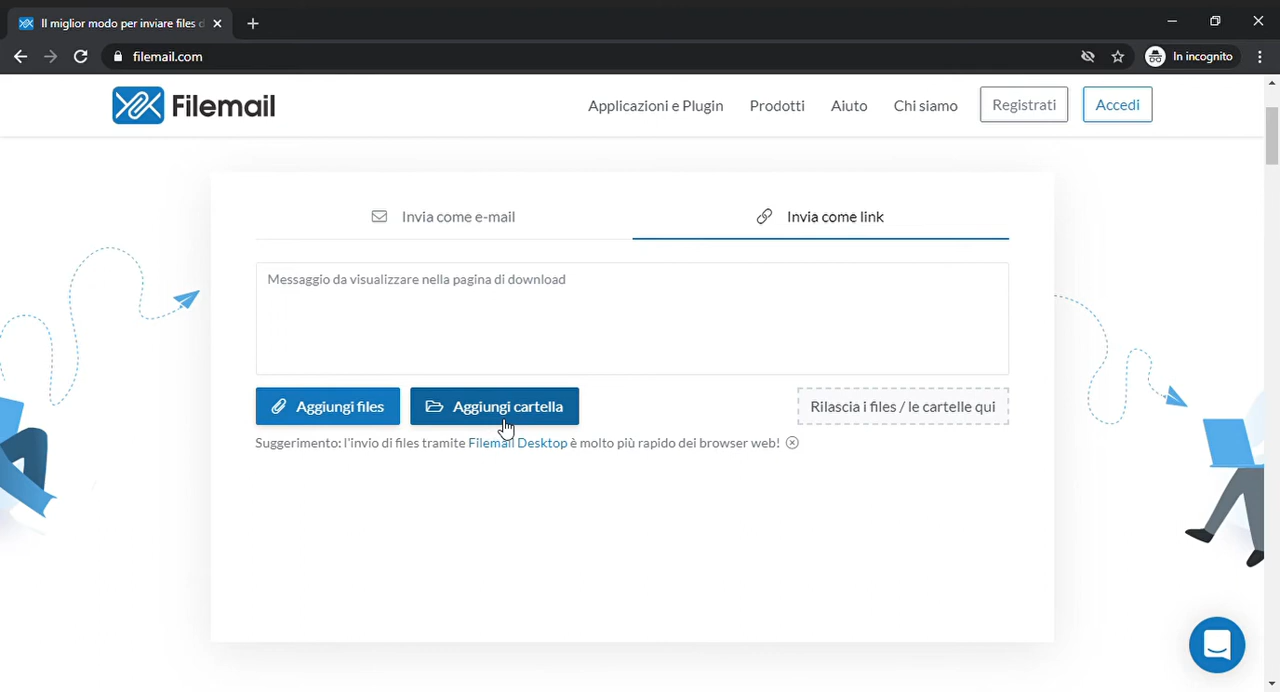 Il miglior modo per inviare files d
filemail.com
In incognito
Filemail
Applicazioni e Plugin
Prodotti
Aiuto
Chi siamo
Registrati
Accedi
Invia come e-mail
Invia come link
Messaggio da visualizzare nella pagina di download
Aggiungi files
Aggiungi cartella
Rilascia i files / le cartelle qui
Suggerimento: l'invio di files tramite Filemail Desktop è molto più rapido dei browser web!